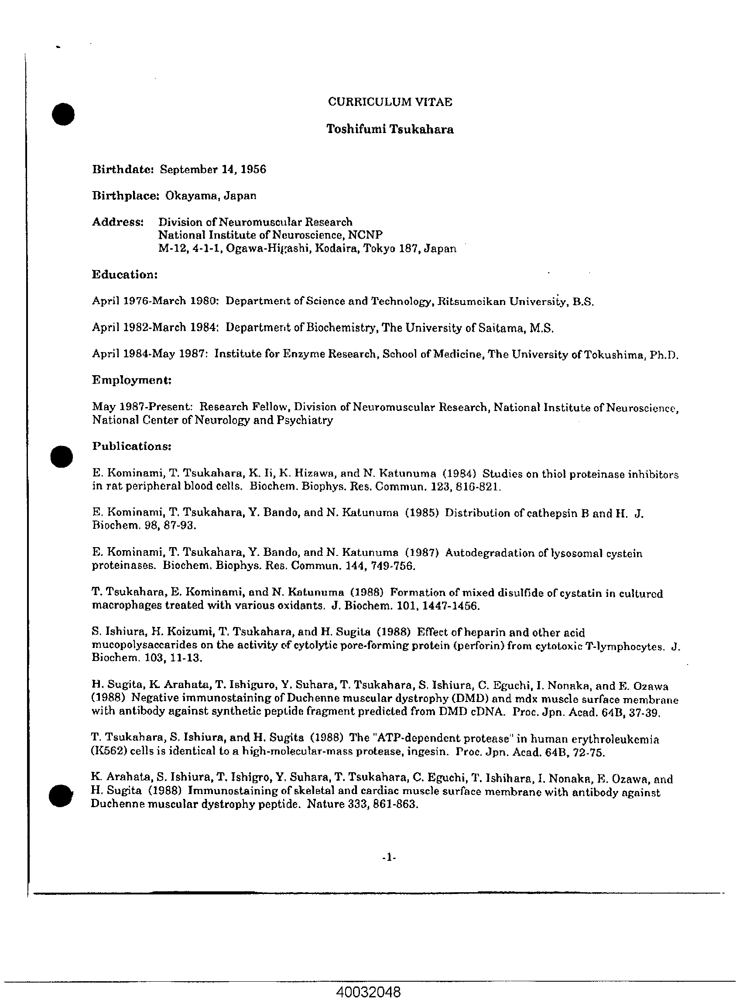 CURRICULUM VITAE
Toshifumi Tsukahara
Birthdate: September 14, 1956
Birthplace: Okayama, Japan
Address: Division of Neuromuscular Research
National Institute of Neuroscience, NCNP
M-12, 4-1-1, Ogawa-Higashi, Kodaira, Tokyo 187, Japan
Education:
April 1976-March 1980: Department of Science and Technology, Ritsumeikan University, B.S.
April 1982-March 1984: Department of Biochemistry, The University of Saitama, M.S.
April 1984-May 1987: Institute for Enzyme Research, School of Medicine, The University of Tokushima, Ph.D.
Employment:
May 1987-Present: Research Fellow, Division of Neuromuscular Research, National Institute of Neuroscience,
National Center of Neurology and Psychiatry
Publications:
E. Kominami, T. Tsukahara, K. Ii, K. Hizawa, and N. Katunuma (1984) Studies on thiol proteinase inhibitors
in rat peripheral blood cells. Biochem. Biophys. Res. Commun. 123, 816-821.
E. Kominami, T. Tsukahara, Y. Bando, and N. Katunuma (1985) Distribution of cathepsin B and H. J.
Biochem. 98, 87-93.
E. Kominami, T. Tsukahara, Y. Bando, and N. Katunuma (1987) Autodegradation of lysosomal cystein
proteinases. Biochem. Biophys. Res. Commun. 144, 749-756.
T. Tsukahara, E. Kominami, and N. Katunuma (1988) Formation of mixed disulfide of cystatin in cultured
macrophages treated with various oxidants. J. Biochem. 101, 1447-1456.
S. Ishiura, H. Koizumi, T. Tsukahara, and H. Sugita (1988) Effect of heparin and other acid
mucopolysaccarides on the activity of cytolytic pore-forming protein (perforin) from cytotoxic T-lymphocytes. J.
Biochem. 103, 11-13.
H. Sugita, K. Arahata, T. Ishiguro, Y. Suhara, T. Tsukahara, S. Ishiura, C. Eguchi, I. Nonaka, and E. Ozawa
(1988) Negative immunostaining of Duchenne muscular dystrophy (DMD) and mdx muscle surface membrane
with antibody against synthetic peptide fragment predicted from DMD cDNA. Proc. Jpn. Acad. 64B, 37-39.
T. Tsukahara, S. Ishiura, and H. Sugita (1988) The "ATP-dependent protease" in human erythroleukemia
(K562) cells is identical to a high-molecular-mass protease, ingesin. Proc. Jpn. Acad. 64B, 72-75.
K. Arahata, S. Ishiura, T. Ishigro, Y. Suhara, T. Tsukahara, C. Eguchi, T. Ishihara, I. Nonaka, E. Ozawa, and
H. Sugita (1988) Immunostaining of skeletal and cardiac muscle surface membrane with antibody against
Duchenne muscular dystrophy peptide. Nature 333, 861-863.
-1-
40032048